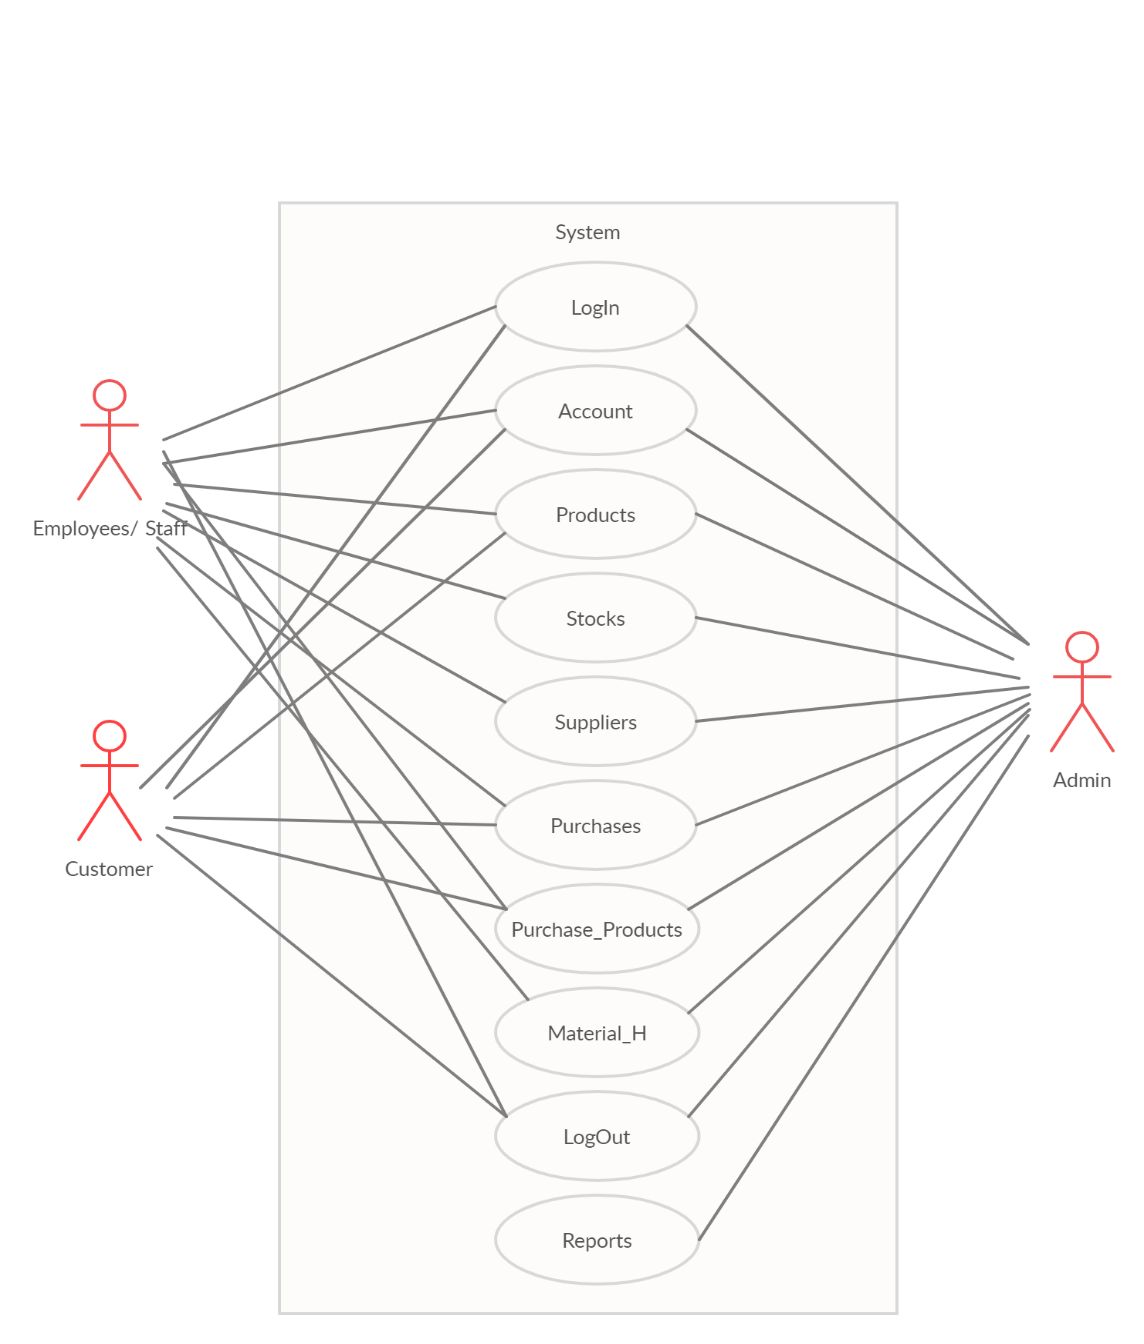 System
LogIn
Account
Products
Employees/ Staff
Stocks
Suppliers
Admin
Purchases
Customer
Purchase_Products
Material_H
LogOut
Reports